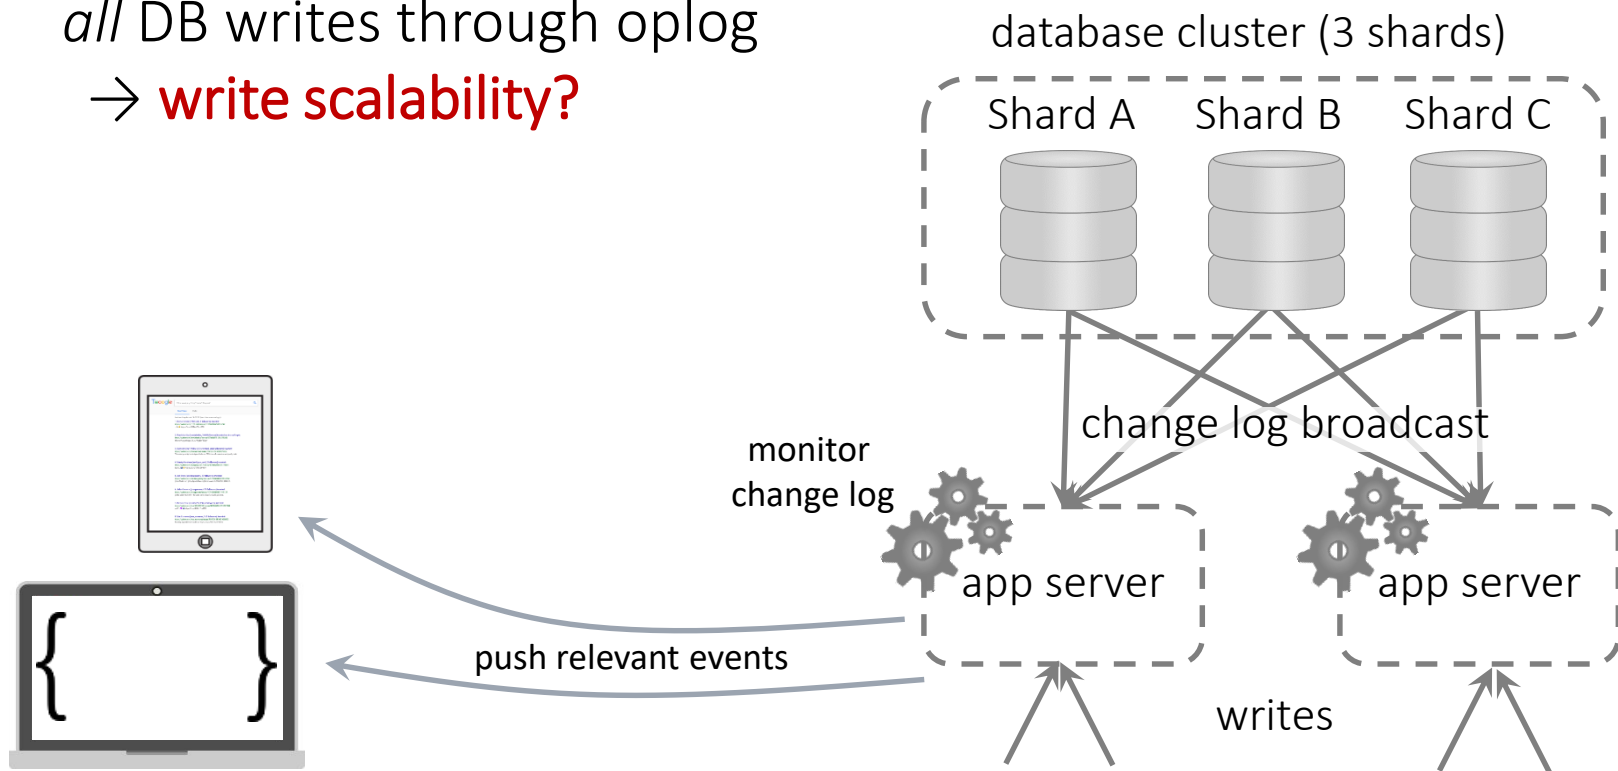 all DB writes through oplog
→ write scalability?
database cluster (3 shards)
Shard A Shard B Shard C
change log broadcast
monitor
change log
app server app server
push relevant events
writes
{ }